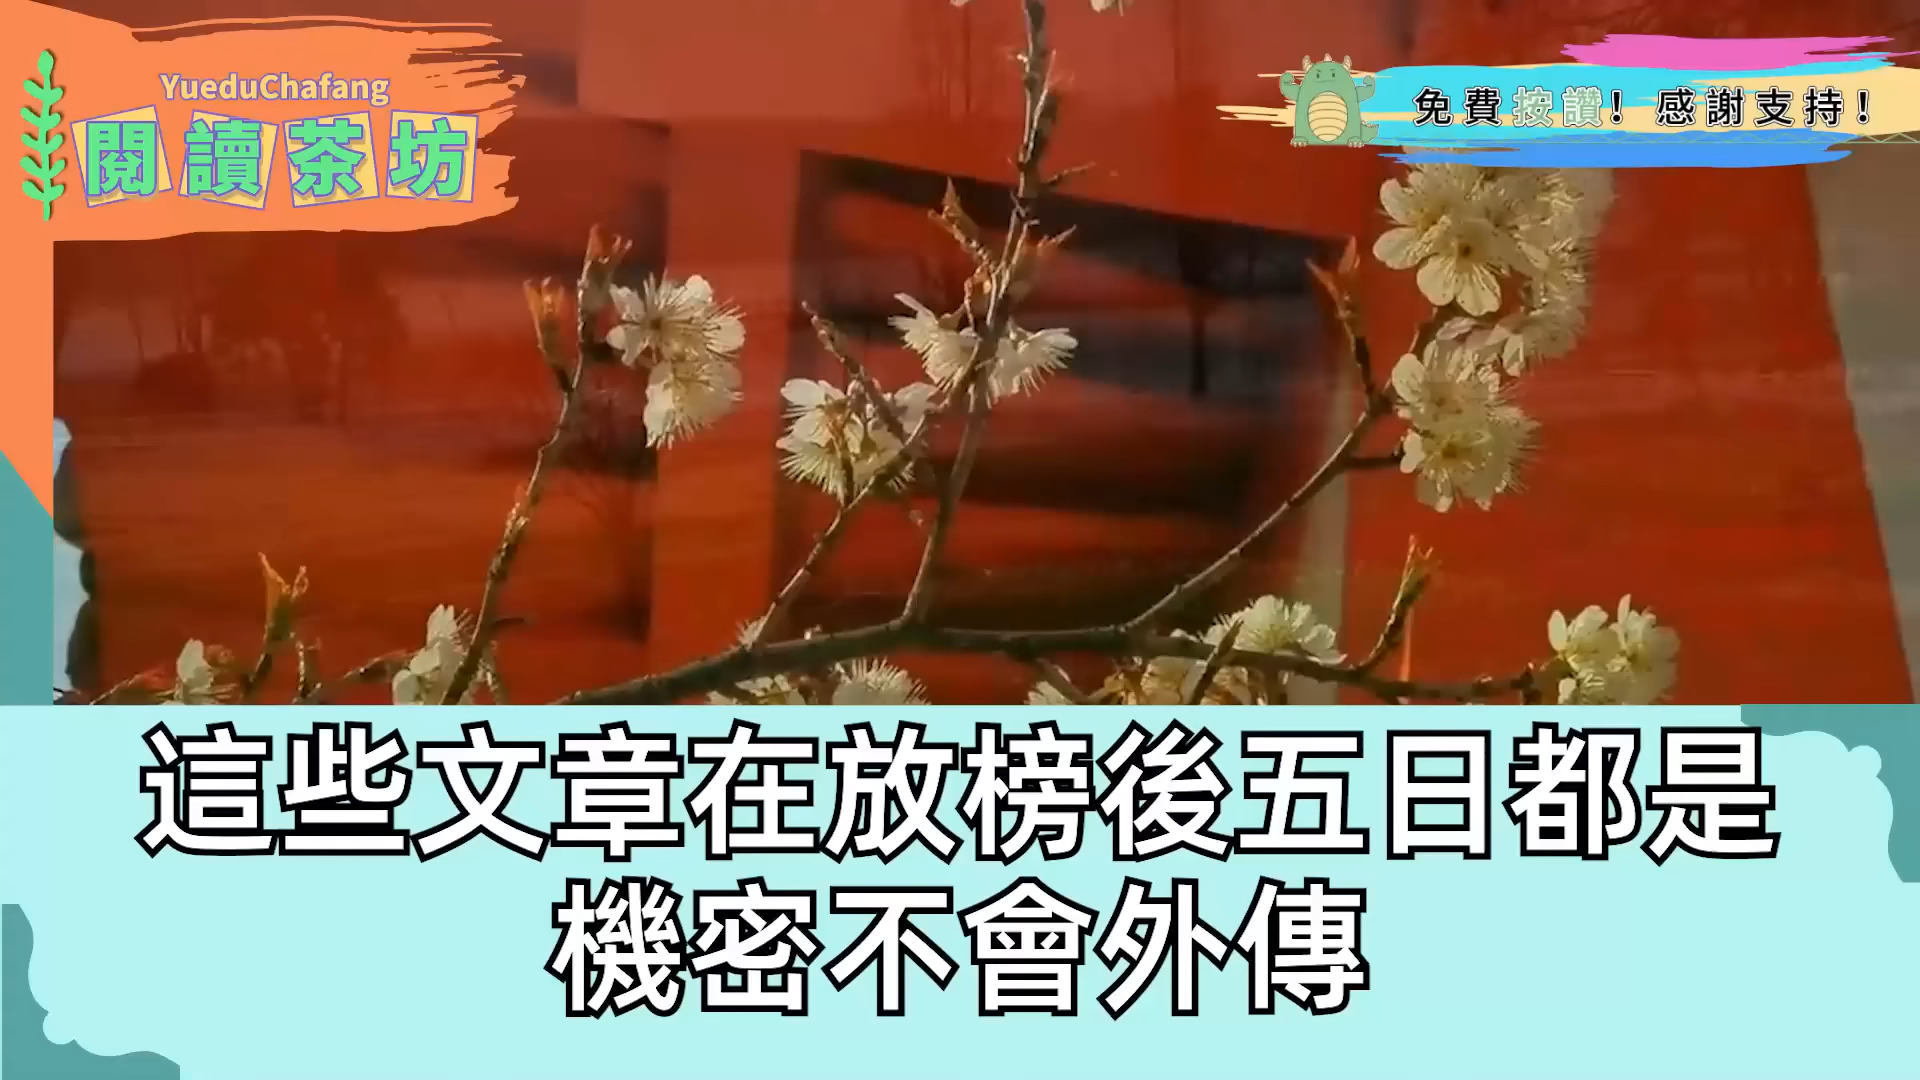 YueduChafang
閱讀茶坊
免費按讚！感謝支持！
這些文章在放榜後五日都是
機密不會外傳